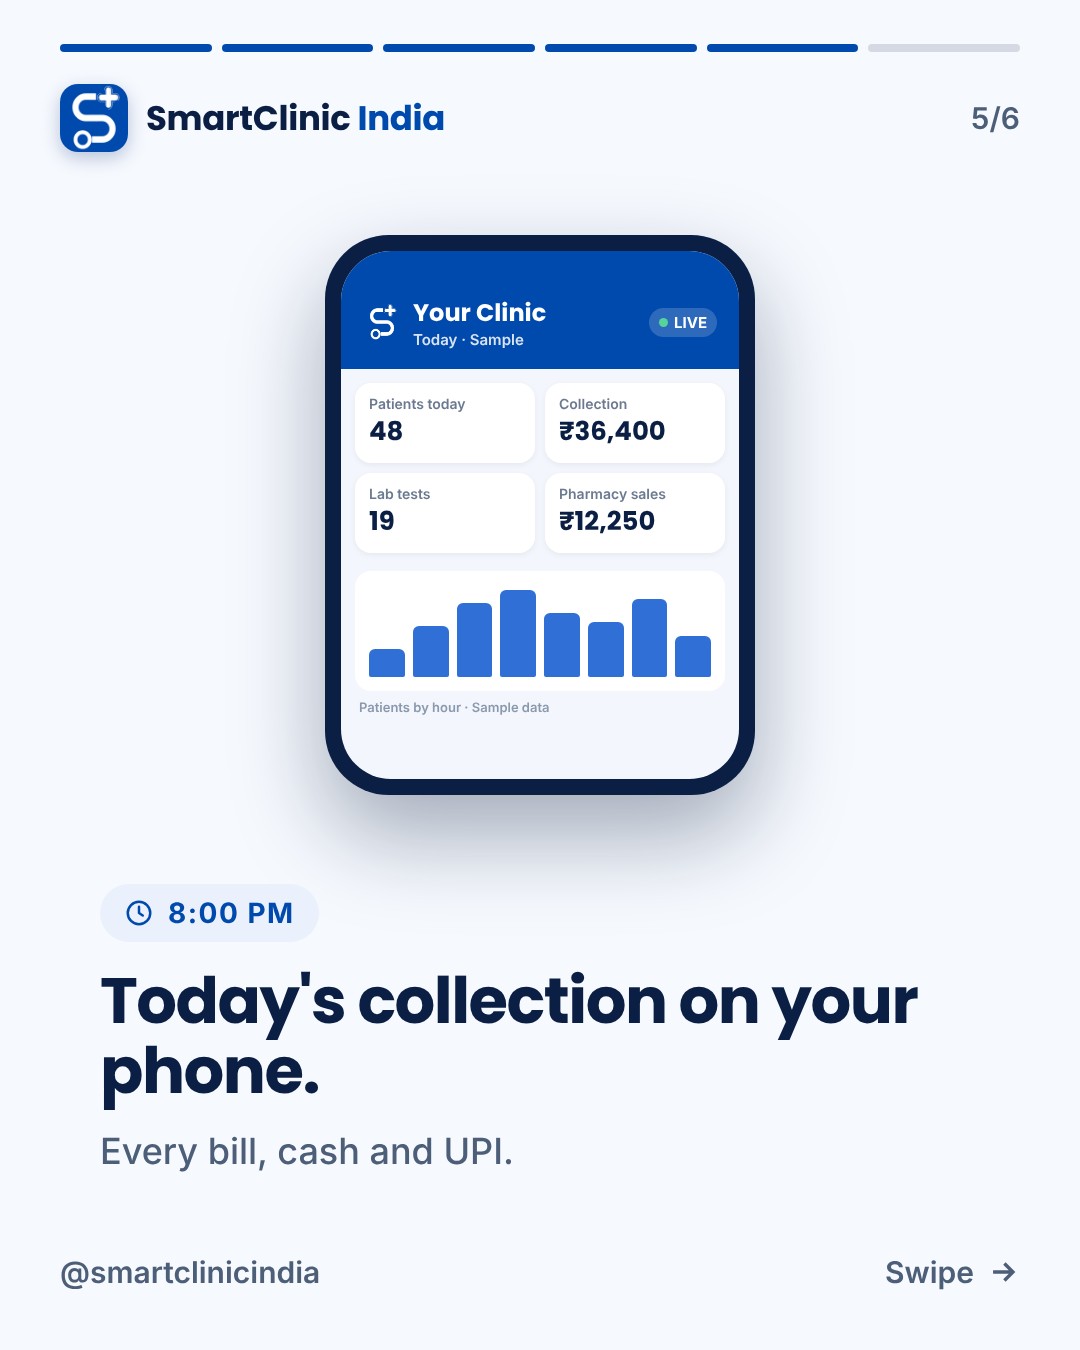 SmartClinic India
5/6
Your Clinic
Today · Sample
LIVE
Patients today
48
Collection
₹36,400
Lab tests
19
Pharmacy sales
₹12,250
Patients by hour · Sample data
8:00 PM
Today's collection on your
phone.
Every bill, cash and UPI.
@smartclinicindia
Swipe →